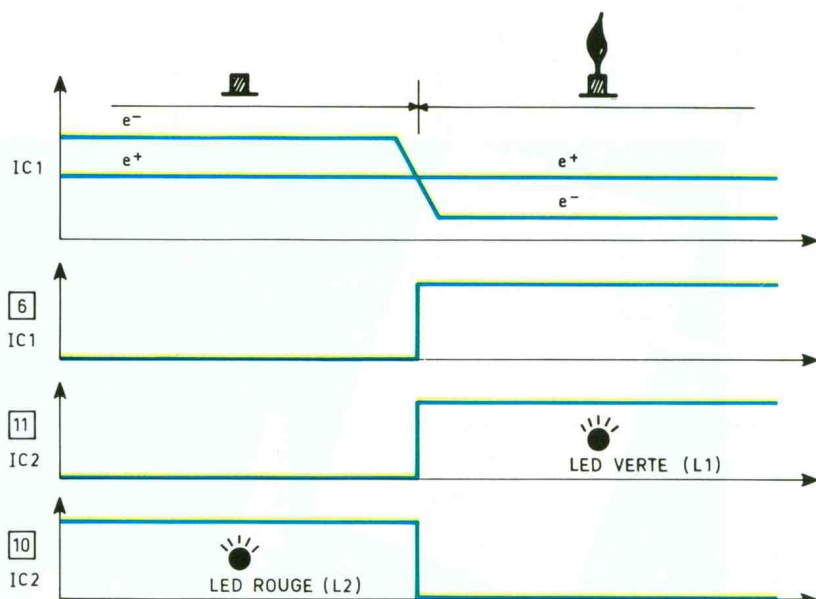 e-
e+
e+
IC1
e-
6
IC1
11
IC2
LED VERTE (L1)
10
IC2
LED ROUGE (L2)